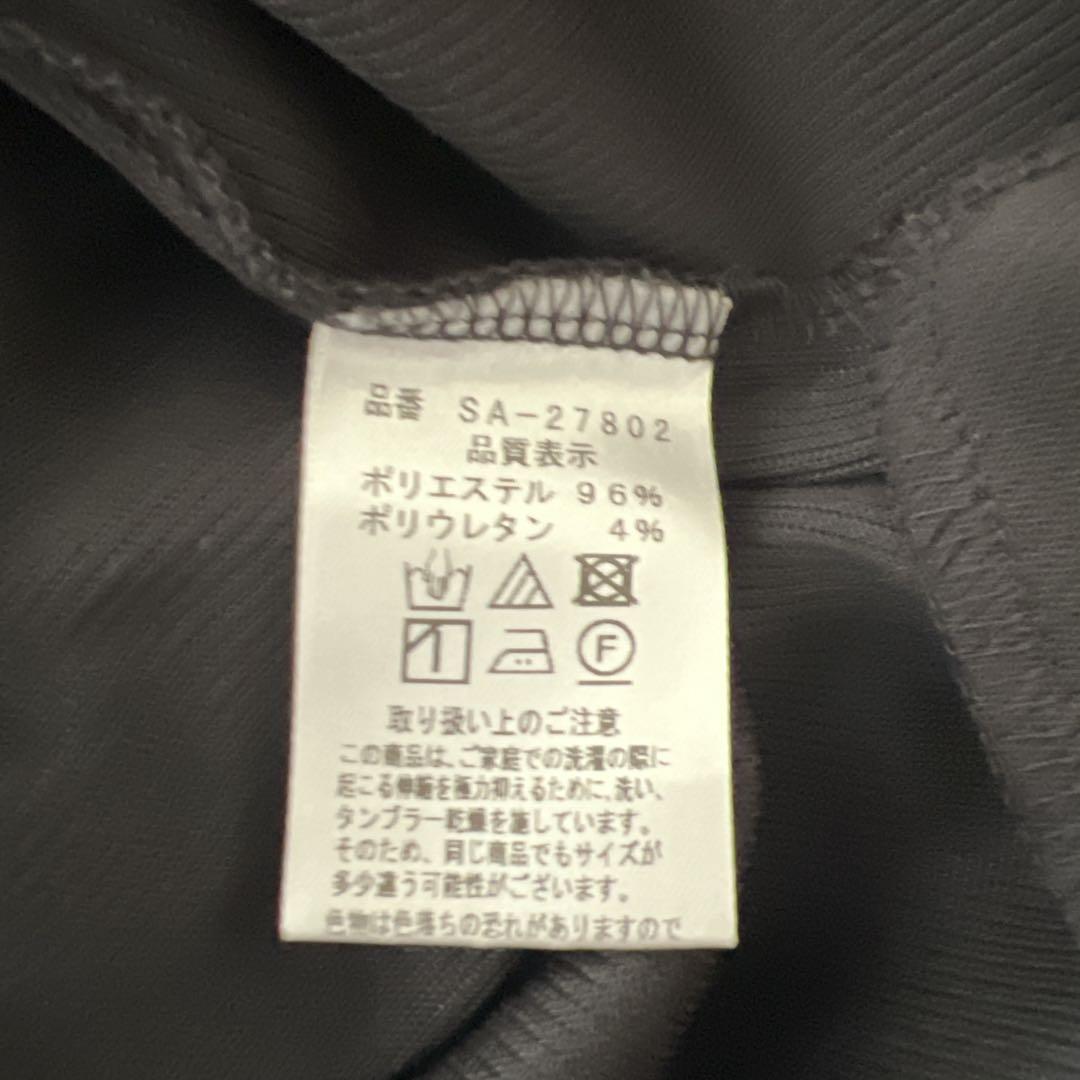 品番 SA-27802
品質表示
ポリエステル 96%
ポリウレタン 4%
F
取り扱い上のご注意
この商品は、ご家庭での洗濯の際に
起こる伸縮を極力抑えるために、洗い、
タンブラー乾燥を施しています。
そのため、同じ商品でもサイズが
多少違う可能性がございます。
色物は色落ちの恐れがありますので